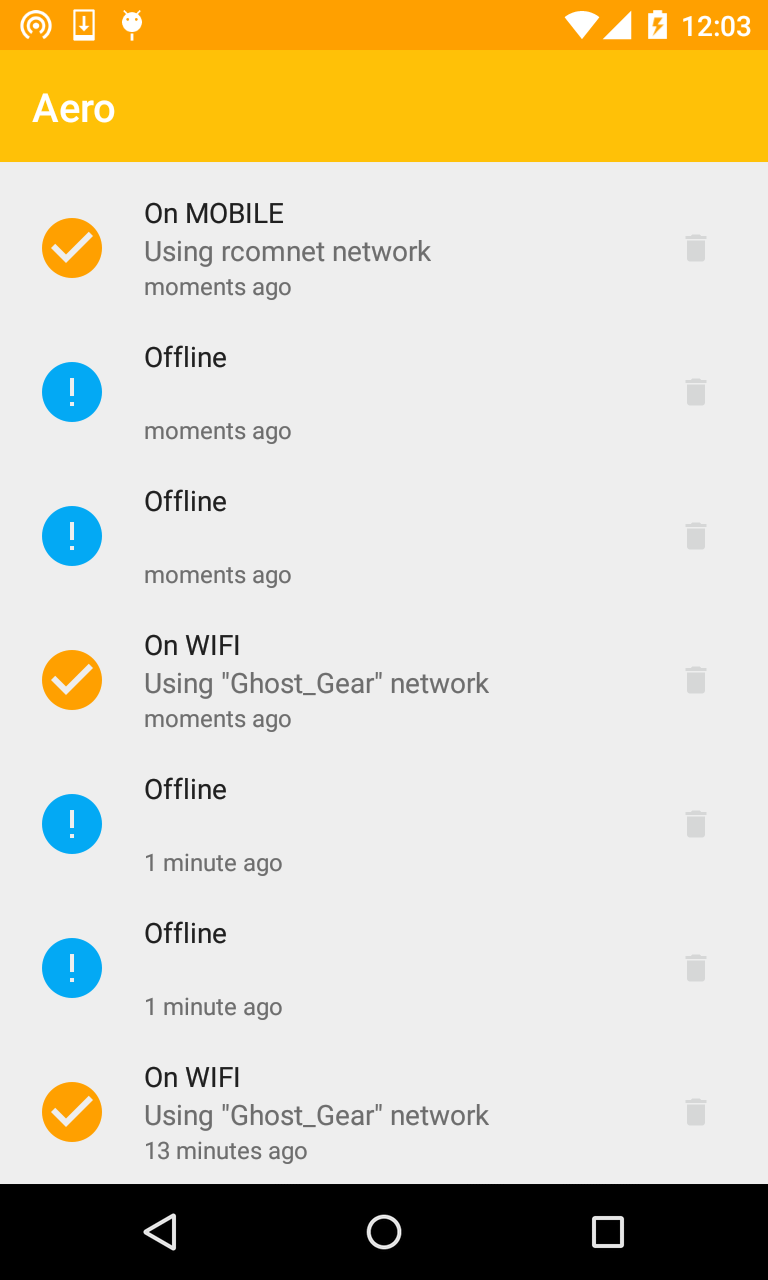 12:03
Aero
On MOBILE
Using rcomnet network
moments ago
Offline
moments ago
Offline
moments ago
On WIFI
Using "Ghost_Gear" network
moments ago
Offline
1 minute ago
Offline
1 minute ago
On WIFI
Using "Ghost_Gear" network
13 minutes ago